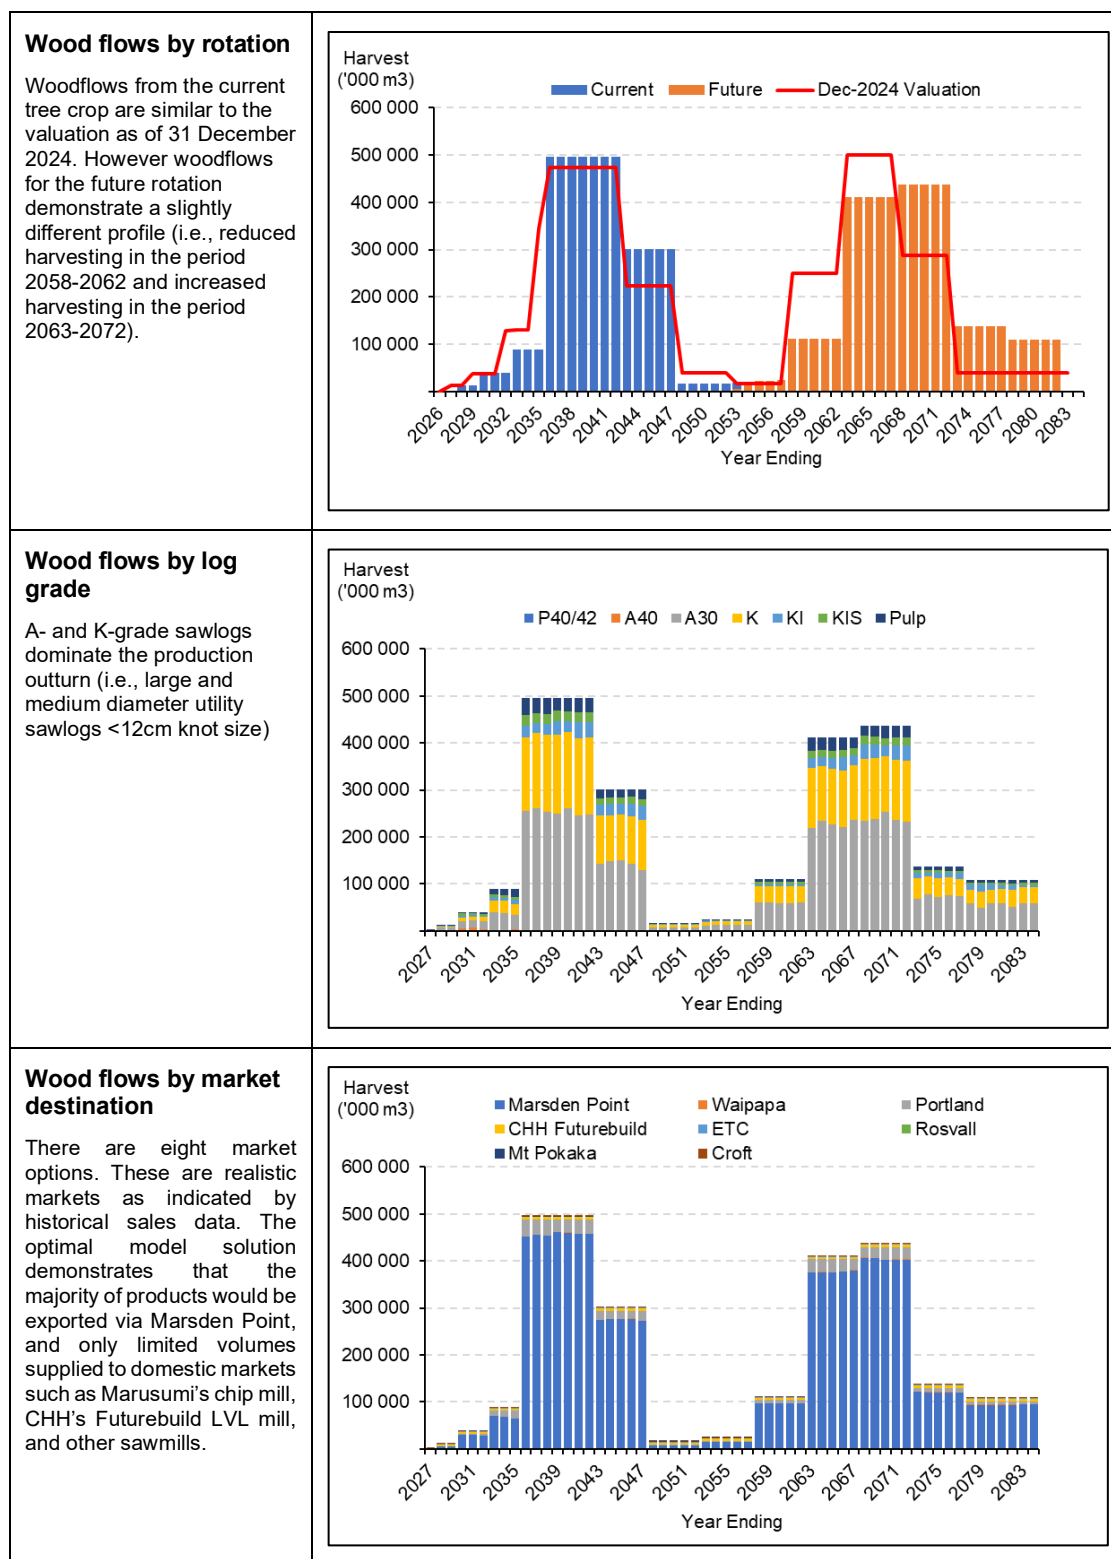 Wood flows by rotation
Woodflows from the current
tree crop are similar to the
valuation as of 31 December
2024. However woodflows
for the future rotation
demonstrate a slightly
different profile (i.e., reduced
harvesting in the period
2058-2062 and increased
harvesting in the period
2063-2072).
Harvest
('000 m3)
Current Future Dec-2024 Valuation
600 000
500 000
400 000
300 000
200 000
100 000
2026 2029 2032 2035 2038 2041 2044 2047 2050 2053 2056 2059 2062 2065 2068 2071 2074 2077 2080 2083
Year Ending
Wood flows by log
grade
A- and K-grade sawlogs
dominate the production
outturn (i.e., large and
medium diameter utility
sawlogs <12cm knot size)
Harvest
('000 m3)
P40/42 A40 A30 K KI KIS Pulp
600 000
500 000
400 000
300 000
200 000
100 000
2027 2031 2035 2039 2043 2047 2051 2055 2059 2063 2067 2071 2075 2079 2083
Year Ending
Wood flows by market
destination
There are eight market
options. These are realistic
markets as indicated by
historical sales data. The
optimal model solution
demonstrates that the
majority of products would be
exported via Marsden Point,
and only limited volumes
supplied to domestic markets
such as Marusumi's chip mill,
CHH's Futurebuild LVL mill,
and other sawmills.
Harvest
('000 m3)
Marsden Point Waipapa Portland
CHH Futurebuild ETC Rosvall
Mt Pokaka Croft
600 000
500 000
400 000
300 000
200 000
100 000
2027 2031 2035 2039 2043 2047 2051 2055 2059 2063 2067 2071 2075 2079 2083
Year Ending